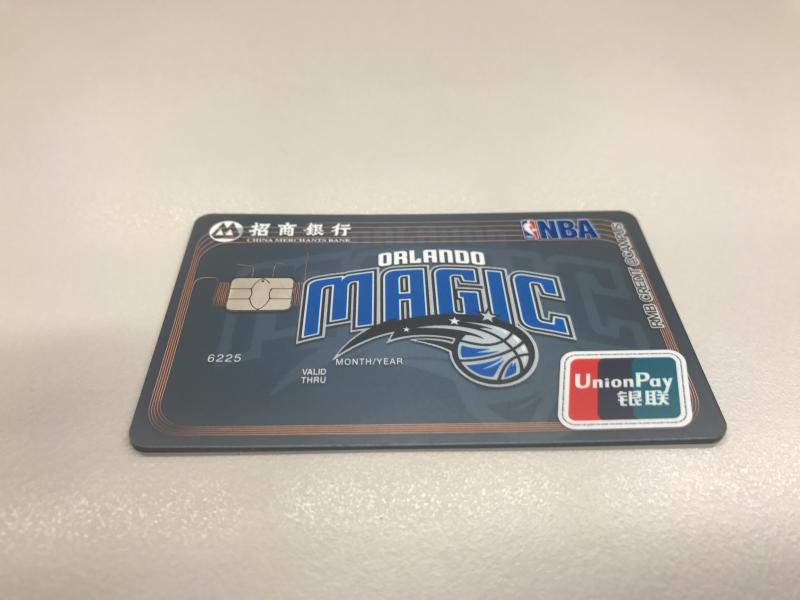 招商银行
CHINA MERCHANTS BANK
NBA
ORLANDO
MAGIC
RMB CREDIT @CAMPUS
6225
MONTH/YEAR
VALID
THRU
UnionPay
银联